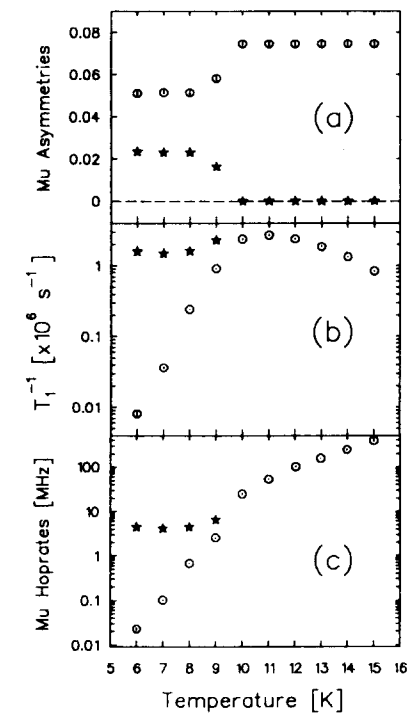 0.08
0.06
0.04
0.02
0
Mu Asymmetries
(a)
1
0.1
0.01
T₁⁻¹ [x10⁶ s⁻¹]
(b)
100
10
1
0.1
0.01
Mu Hoprates [MHz]
(c)
5 6 7 8 9 10 11 12 13 14 15 16
Temperature [K]